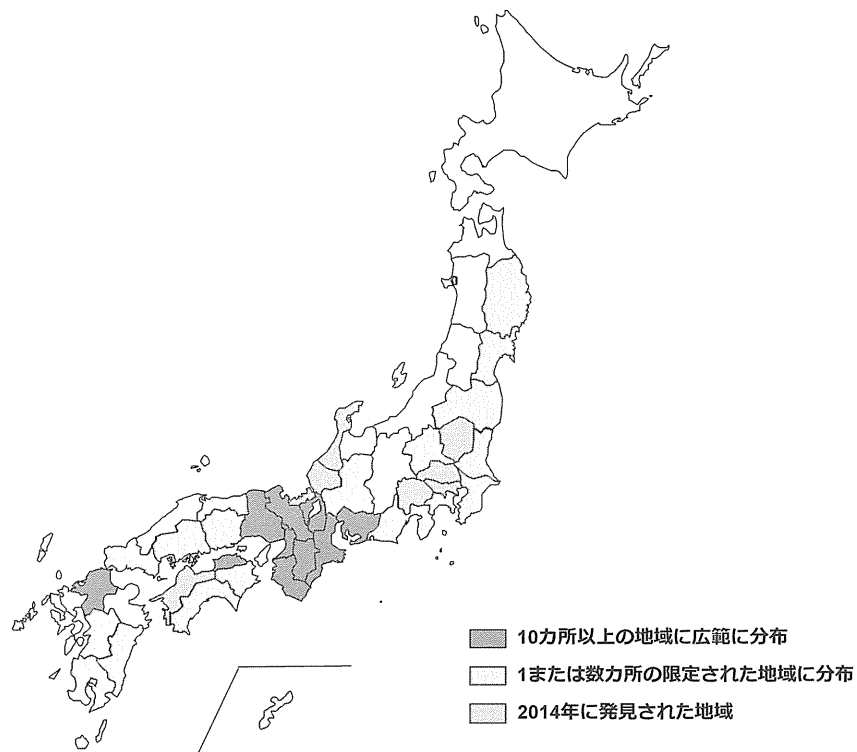 10カ所以上の地域に広範に分布
1または数カ所の限定された地域に分布
2014年に発見された地域